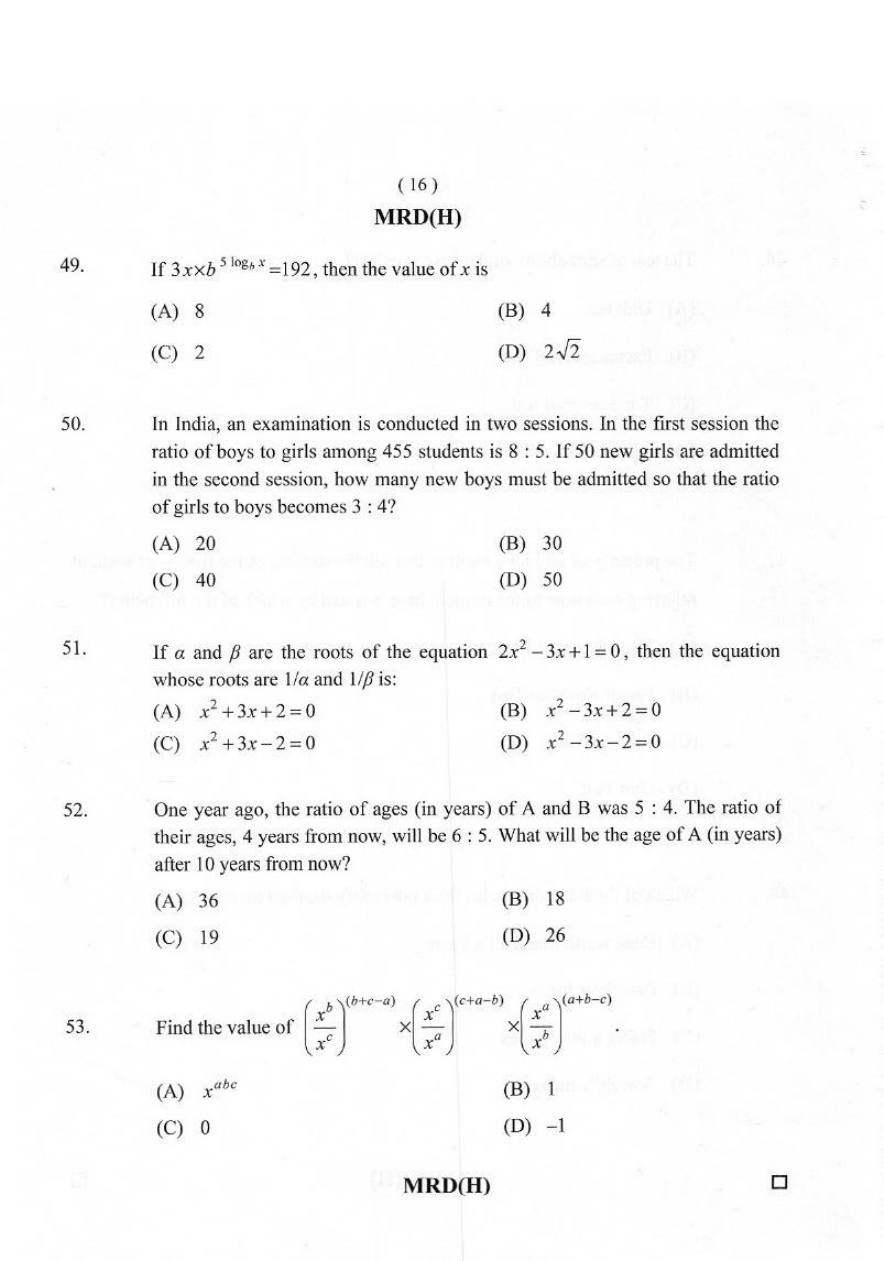 ( 16 )
MRD(H)
49. If 3x×b^(5 log_b x)=192, then the value of x is
(A) 8 (B) 4
(C) 2 (D) 2√2
50. In India, an examination is conducted in two sessions. In the first session the
ratio of boys to girls among 455 students is 8 : 5. If 50 new girls are admitted
in the second session, how many new boys must be admitted so that the ratio
of girls to boys becomes 3 : 4?
(A) 20 (B) 30
(C) 40 (D) 50
51. If α and β are the roots of the equation 2x² – 3x + 1 = 0, then the equation
whose roots are 1/α and 1/β is:
(A) x² + 3x + 2 = 0 (B) x² – 3x + 2 = 0
(C) x² + 3x – 2 = 0 (D) x² – 3x – 2 = 0
52. One year ago, the ratio of ages (in years) of A and B was 5 : 4. The ratio of
their ages, 4 years from now, will be 6 : 5. What will be the age of A (in years)
after 10 years from now?
(A) 36 (B) 18
(C) 19 (D) 26
53. Find the value of (x^b/x^c)^(b+c–a) × (x^c/x^a)^(c+a–b) × (x^a/x^b)^(a+b–c) .
(A) x^abc (B) 1
(C) 0 (D) –1
MRD(H)